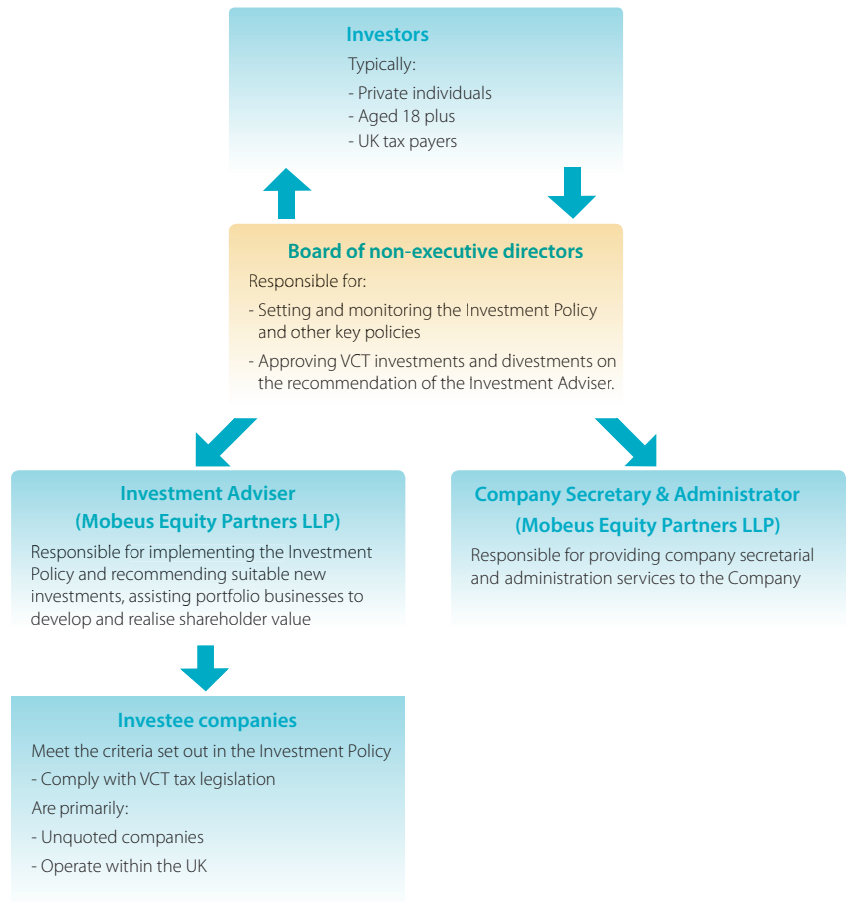 Investors
Typically:
- Private individuals
- Aged 18 plus
- UK tax payers
Board of non-executive directors
Responsible for:
- Setting and monitoring the Investment Policy
and other key policies
- Approving VCT investments and divestments on
the recommendation of the Investment Adviser.
Investment Adviser
(Mobeus Equity Partners LLP)
Responsible for implementing the Investment
Policy and recommending suitable new
investments, assisting portfolio businesses to
develop and realise shareholder value
Company Secretary & Administrator
(Mobeus Equity Partners LLP)
Responsible for providing company secretarial
and administration services to the Company
Investee companies
Meet the criteria set out in the Investment Policy
- Comply with VCT tax legislation
Are primarily:
- Unquoted companies
- Operate within the UK